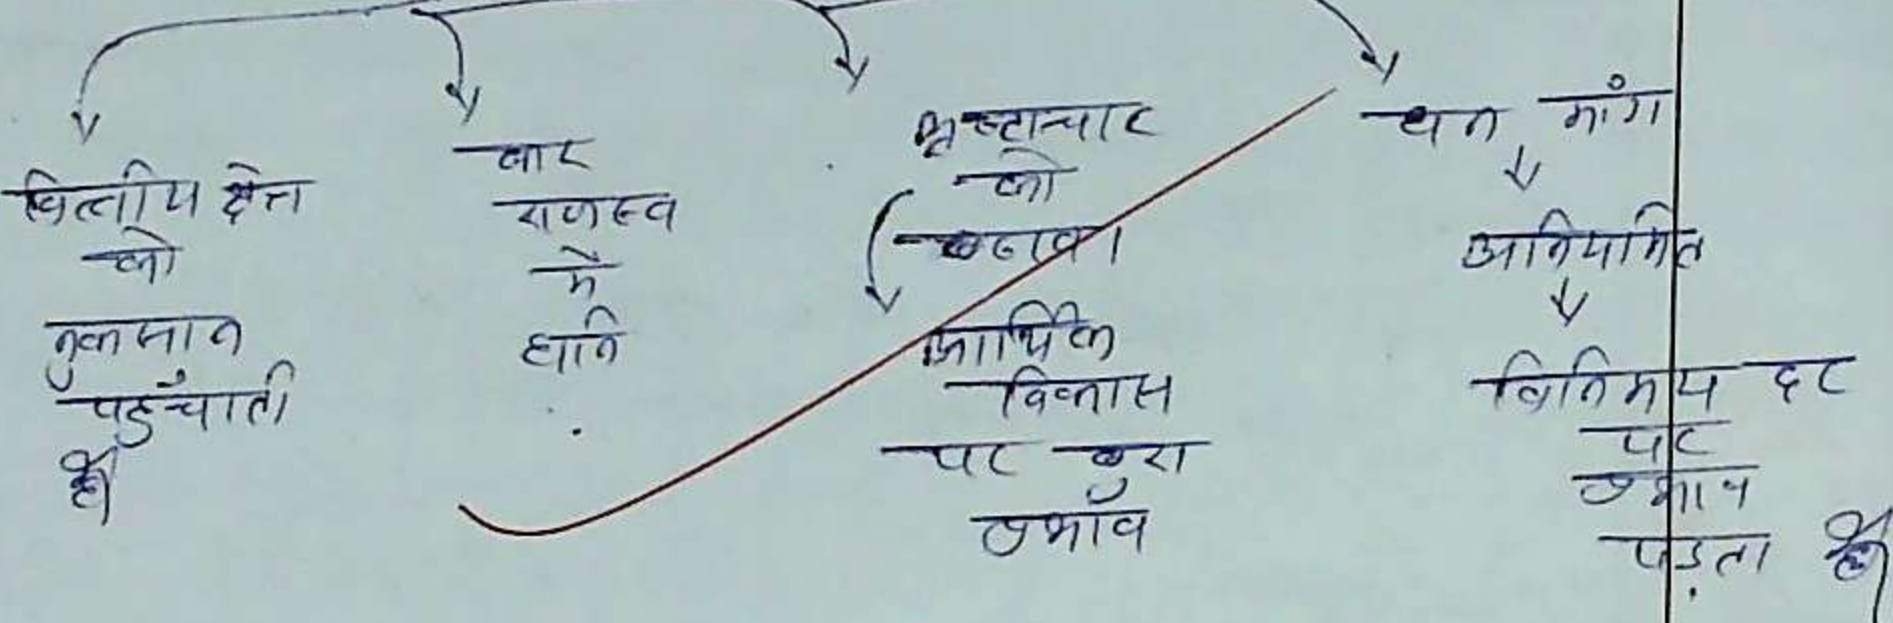 वित्तीय क्षेत्र
को
नुकसान
पहुँचाती
है।
कर
राजस्व
में
हानि
भ्रष्टाचार
को
बढावा
आर्थिक
विकास
पर बुरा
प्रभाव
धन मांग
अनियमित
विनिमय दर
पर
प्रभाव
पड़ता है।